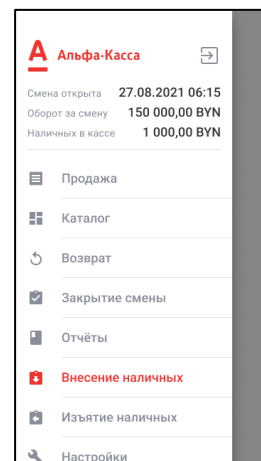 А Альфа·Касса
Смена открыта 27.08.2021 06:15
Оборот за смену 150 000,00 BYN
Наличных в кассе 1 000,00 BYN
Продажа
Каталог
Возврат
Закрытие смены
Отчёты
Внесение наличных
Изъятие наличных
Настройки